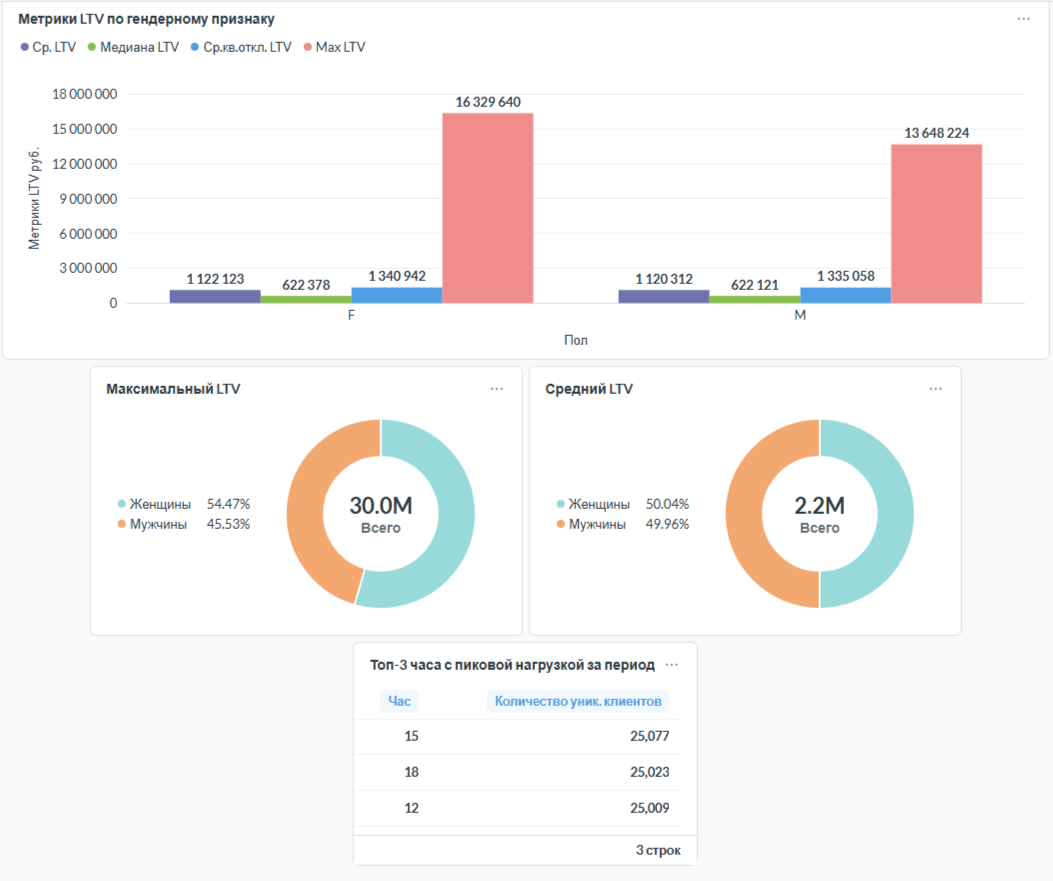 Метрики LTV по гендерному признаку
Ср. LTV Медиана LTV Ср.кв.откл. LTV Max LTV
18 000 000
15 000 000
12 000 000
9 000 000
6 000 000
3 000 000
0
Метрики LTV руб.
1 122 123
622 378
1 340 942
16 329 640
1 120 312
622 121
1 335 058
13 648 224
F
M
Пол
Максимальный LTV
Женщины 54.47%
Мужчины 45.53%
30.0M
Всего
Средний LTV
Женщины 50.04%
Мужчины 49.96%
2.2M
Всего
Топ-3 часа с пиковой нагрузкой за период
Час Количество уник. клиентов
15 25,077
18 25,023
12 25,009
3 строк